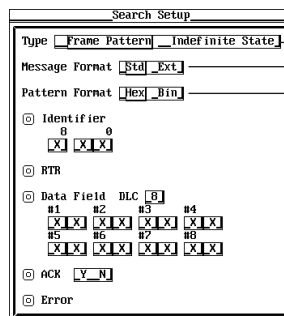 Search Setup
Type Frame Pattern Indefinite State
Message Format Std Ext
Pattern Format Hex Bin
Identifier
8 0
X X X
RTR
Data Field DLC 8
#1 #2 #3 #4
X X X X X X X X
#5 #6 #7 #8
X X X X X X X X
ACK Y N
Error